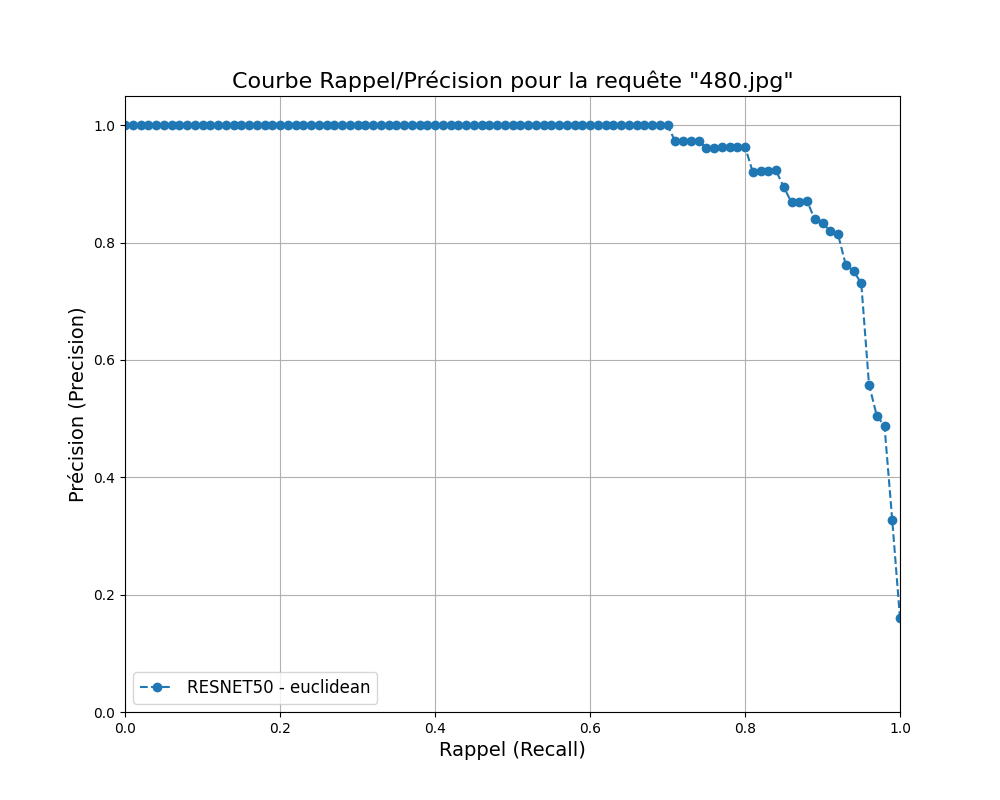 Courbe Rappel/Précision pour la requête "480.jpg"
Précision (Precision)
1.0
0.8
0.6
0.4
0.2
0.0
RESNET50 - euclidean
0.0 0.2 0.4 0.6 0.8 1.0
Rappel (Recall)